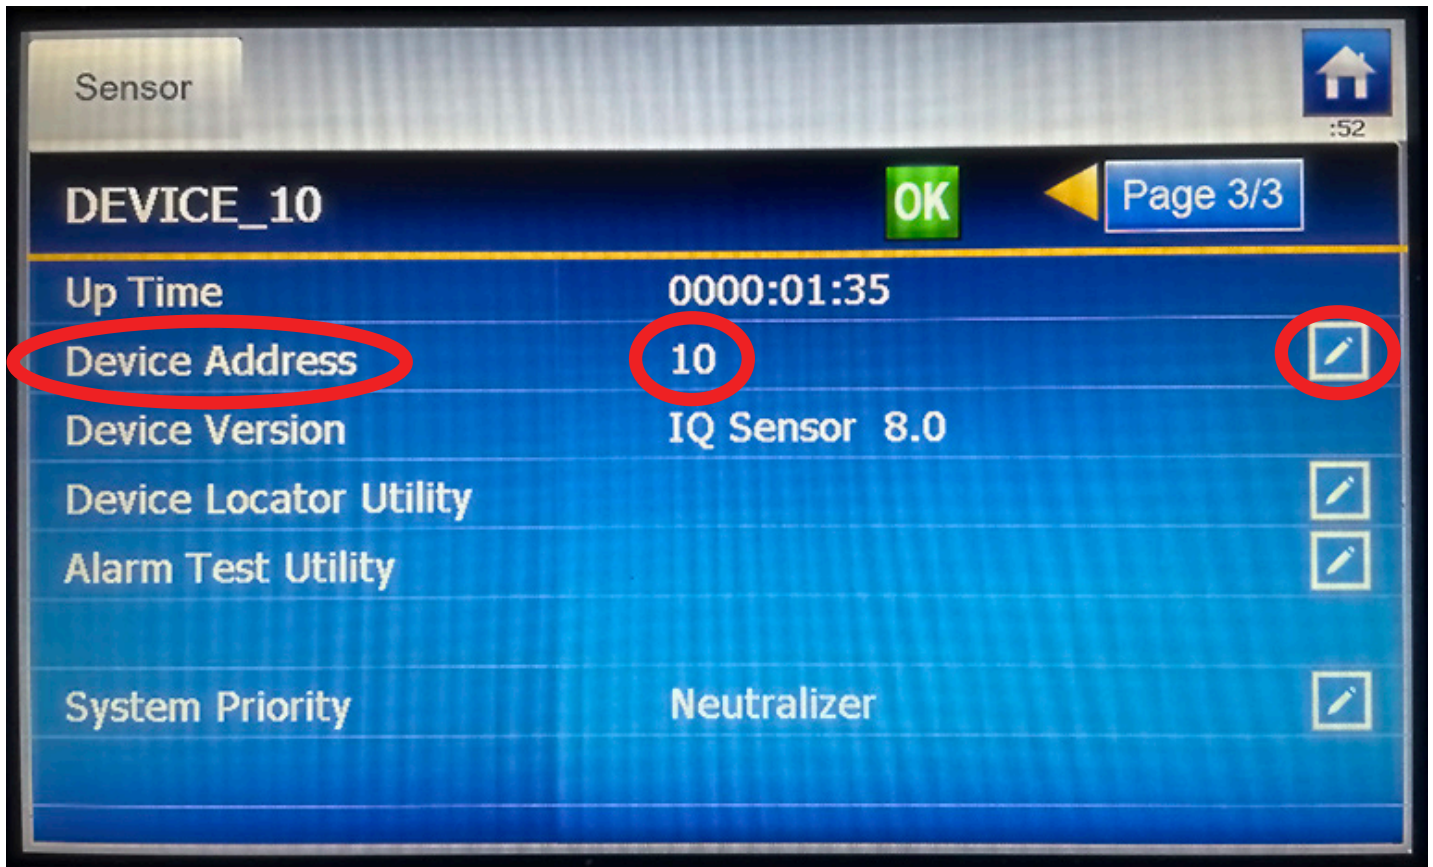 Sensor
:52
DEVICE_10 OK Page 3/3
Up Time 0000:01:35
Device Address 10
Device Version IQ Sensor 8.0
Device Locator Utility
Alarm Test Utility
System Priority Neutralizer